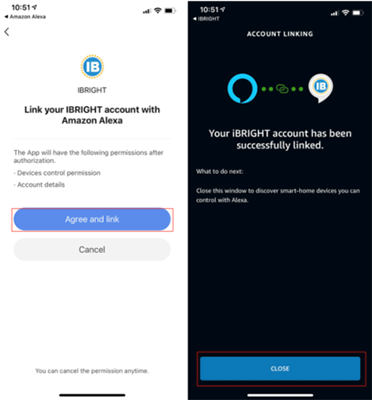 10:51
Amazon Alexa
IB
IBRIGHT
Link your IBRIGHT account with
Amazon Alexa
The App will have the following permissions after
authorization.
· Devices control permission
· Account details
Agree and link
Cancel
You can cancel the permission anytime.
10:51
IBRIGHT
ACCOUNT LINKING
IB
Your iBRIGHT account has been
successfully linked.
What to do next:
Close this window to discover smart-home devices you can
control with Alexa.
CLOSE